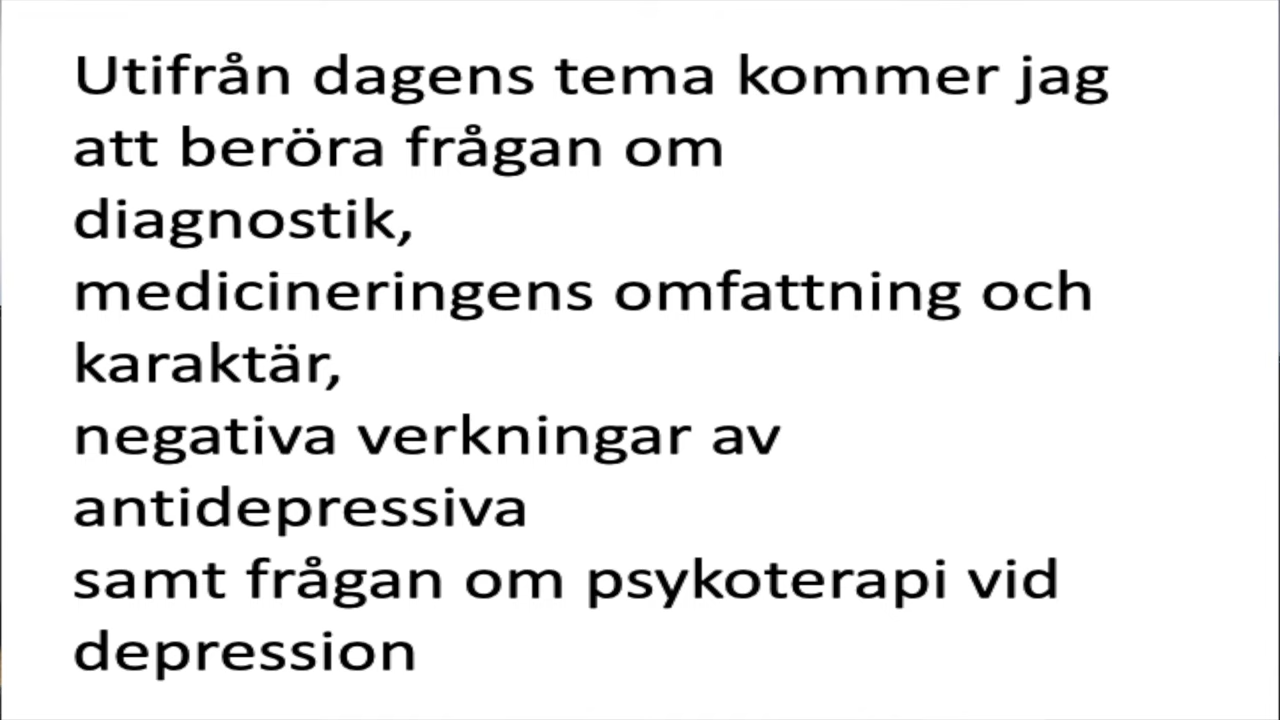 Utifrån dagens tema kommer jag
att beröra frågan om
diagnostik,
medicineringens omfattning och
karaktär,
negativa verkningar av
antidepressiva
samt frågan om psykoterapi vid
depression